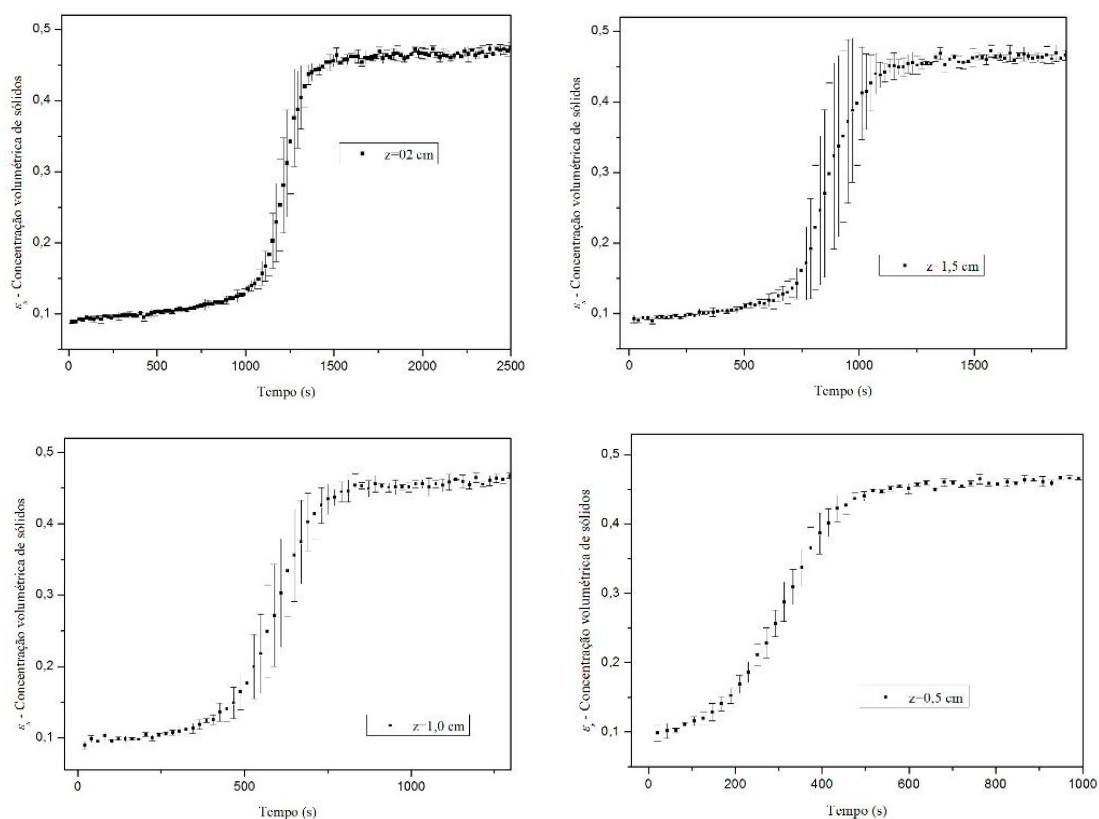 0,5
0,4
0,3
0,2
0,1
εs - Concentração volumétrica de sólidos
z=02 cm
0 500 1000 1500 2000 2500
Tempo (s)
0,5
0,4
0,3
0,2
0,1
εs - Concentração volumétrica de sólidos
z=1,5 cm
0 500 1000 1500
Tempo (s)
0,5
0,4
0,3
0,2
0,1
εs - Concentração volumétrica de sólidos
z=1,0 cm
0 500 1000
Tempo (s)
0,5
0,4
0,3
0,2
0,1
εs - Concentração volumétrica de sólidos
z=0,5 cm
0 200 400 600 800 1000
Tempo (s)